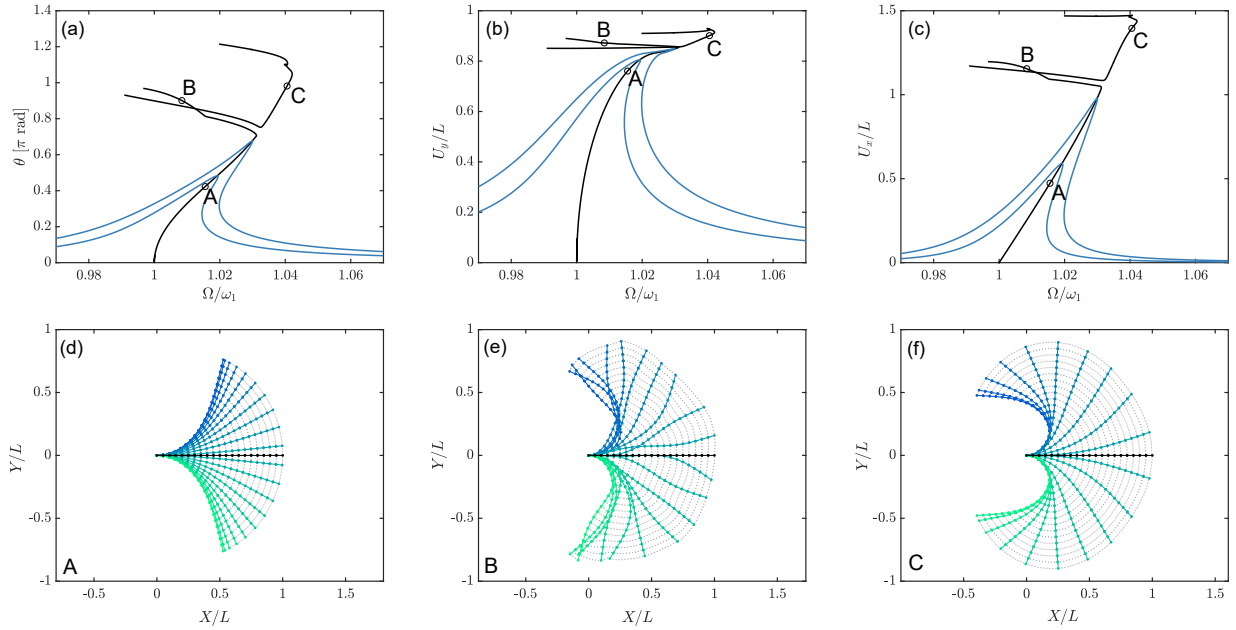 (a)
θ [π rad]
1.4
1.2
1
0.8
0.6
0.4
0.2
0
0.98 1 1.02 1.04 1.06
Ω/ω₁
A
B
C
(b)
U_y/L
1
0.8
0.6
0.4
0.2
0
0.98 1 1.02 1.04 1.06
Ω/ω₁
A
B
C
(c)
U_x/L
1.5
1
0.5
0
0.98 1 1.02 1.04 1.06
Ω/ω₁
A
B
C
(d)
Y/L
1
0.5
0
-0.5
-1
-0.5 0 0.5 1 1.5
X/L
A
(e)
Y/L
1
0.5
0
-0.5
-1
-0.5 0 0.5 1 1.5
X/L
B
(f)
Y/L
1
0.5
0
-0.5
-1
-0.5 0 0.5 1 1.5
X/L
C